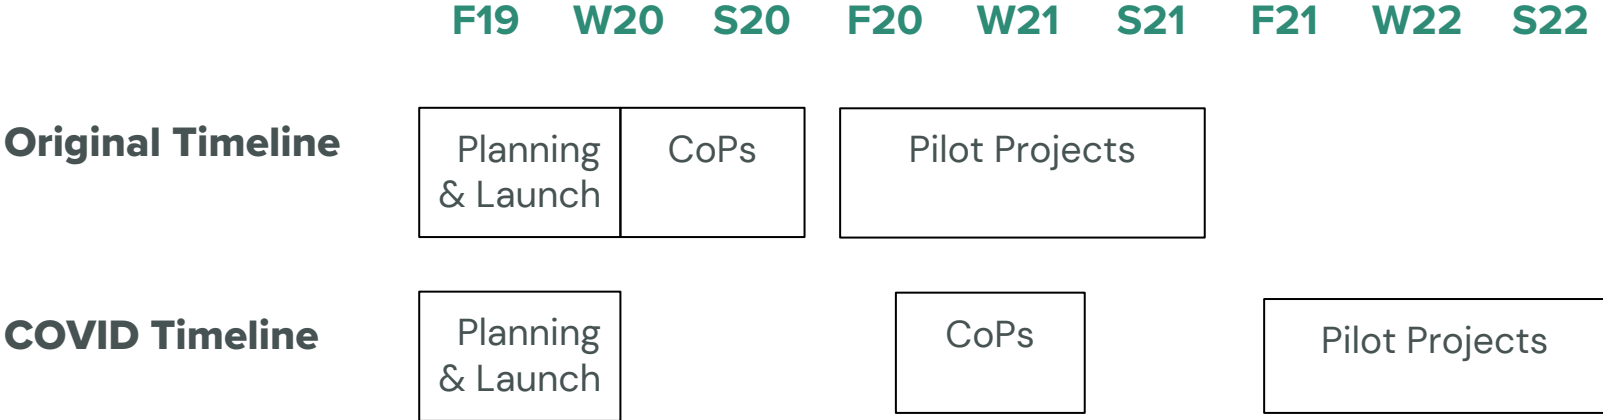 F19 W20 S20 F20 W21 S21 F21 W22 S22
Original Timeline
Planning
& Launch
CoPs
Pilot Projects
COVID Timeline
Planning
& Launch
CoPs
Pilot Projects